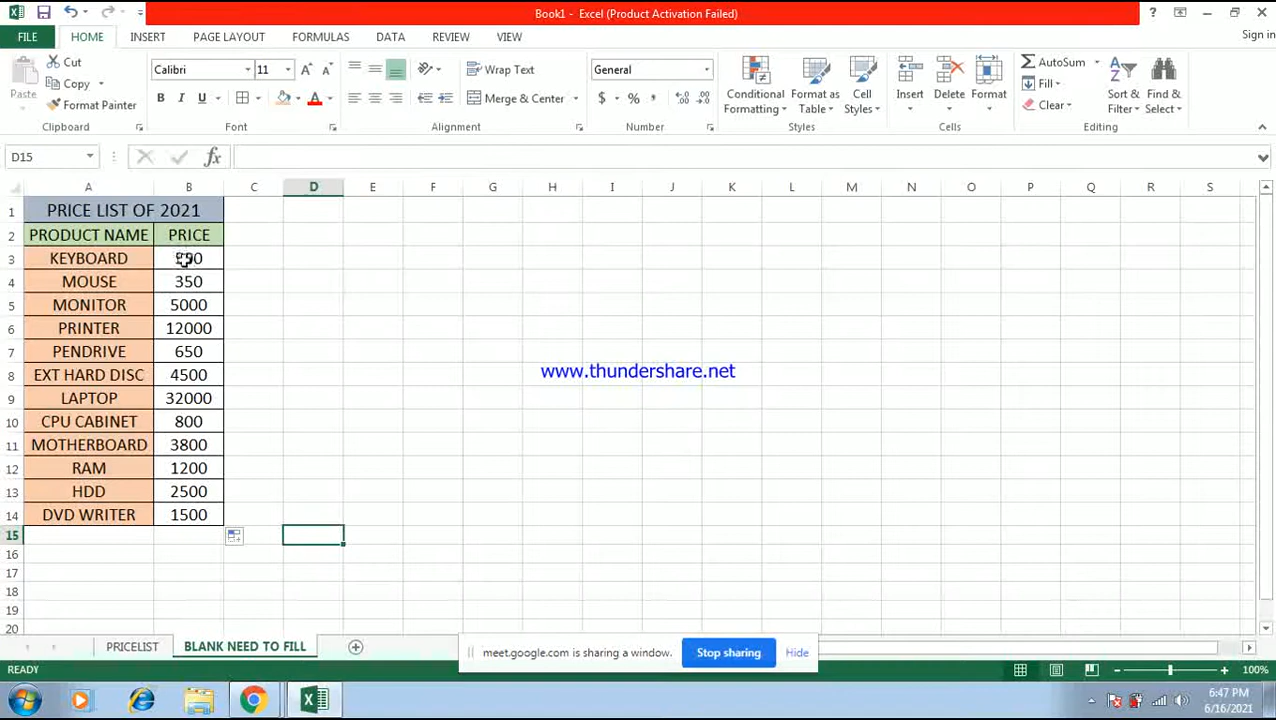 Book1 - Excel (Product Activation Failed)
Sign in
FILE HOME INSERT PAGE LAYOUT FORMULAS DATA REVIEW VIEW
Paste
Cut
Copy
Format Painter
Clipboard
Calibri 11
B I U
Font
Wrap Text
Merge & Center
Alignment
General
$ % ,
Number
Conditional Formatting
Format as Table
Cell Styles
Styles
Insert Delete Format
Cells
AutoSum
Fill
Clear
Sort & Filter
Find & Select
Editing
D15
fx
A B C D E F G H I J K L M N O P Q R S
1 PRICE LIST OF 2021
2 PRODUCT NAME PRICE
3 KEYBOARD
4 MOUSE 350
5 MONITOR 5000
6 PRINTER 12000
7 PENDRIVE 650
8 EXT HARD DISC 4500
9 LAPTOP 32000
10 CPU CABINET 800
11 MOTHERBOARD 3800
12 RAM 1200
13 HDD 2500
14 DVD WRITER 1500
15
16
17
18
19
20
www.thundershare.net
PRICELIST BLANK NEED TO FILL
meet.google.com is sharing a window. Stop sharing Hide
READY
100%
6:47 PM
6/16/2021